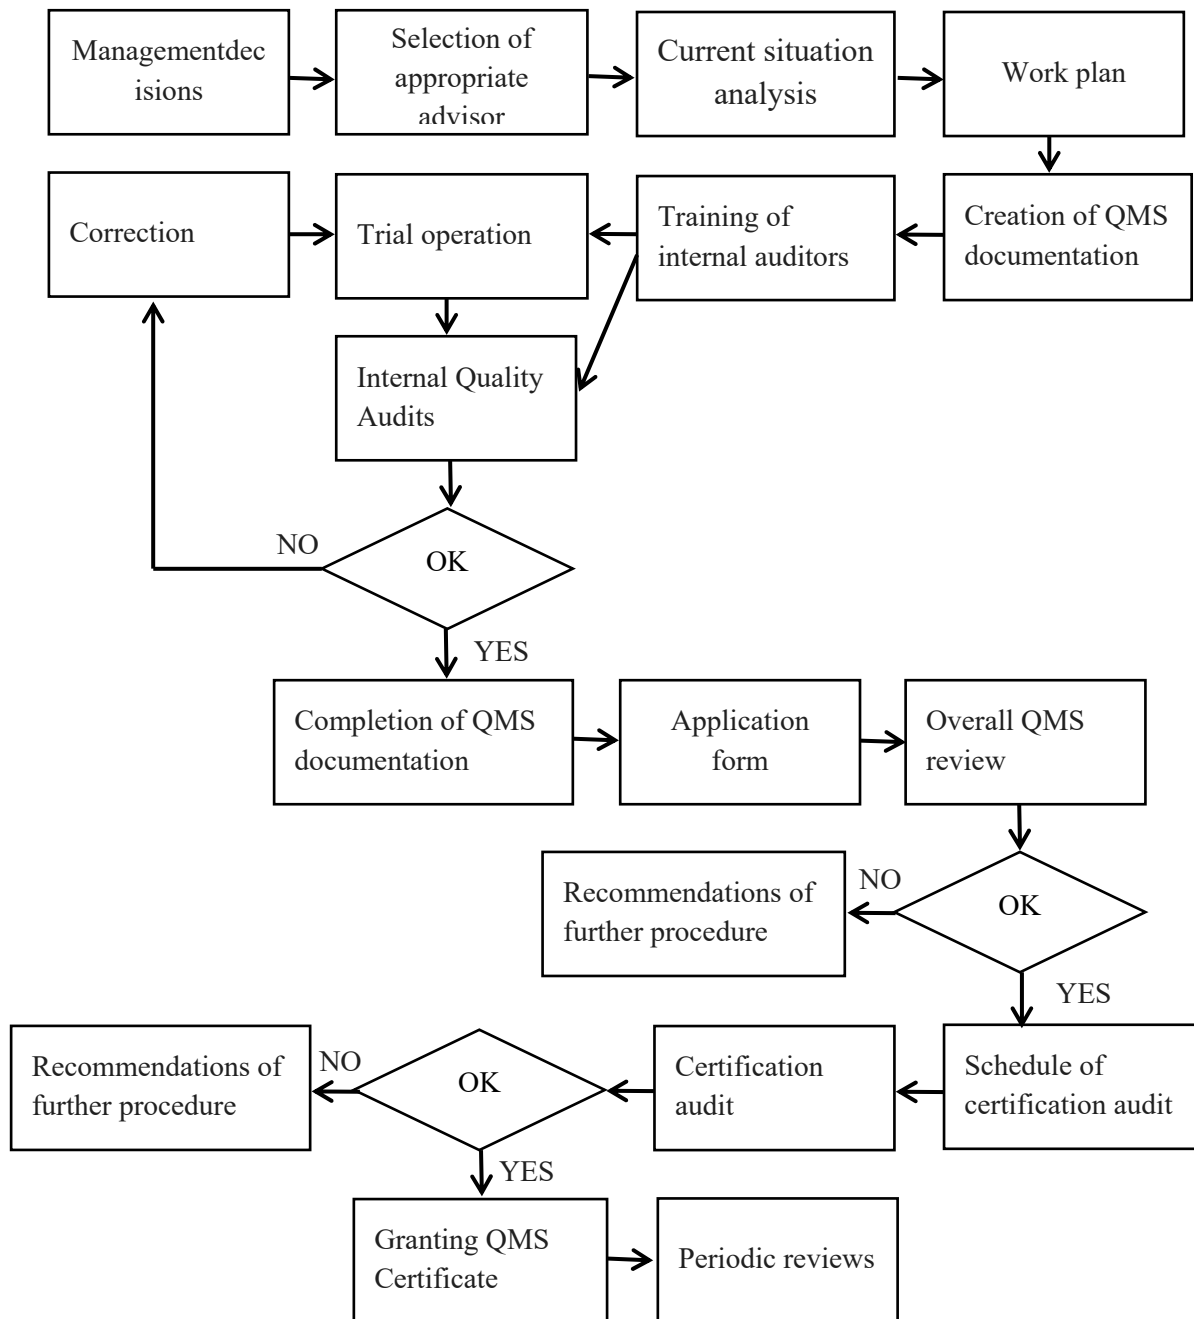 Managementdec
isions
Selection of
appropriate
advisor
Current situation
analysis
Work plan
Correction
Trial operation
Training of
internal auditors
Creation of QMS
documentation
Internal Quality
Audits
NO
OK
YES
Completion of QMS
documentation
Application
form
Overall QMS
review
Recommendations of
further procedure
NO
OK
YES
Recommendations of
further procedure
NO
OK
Certification
audit
Schedule of
certification audit
YES
Granting QMS
Certificate
Periodic reviews